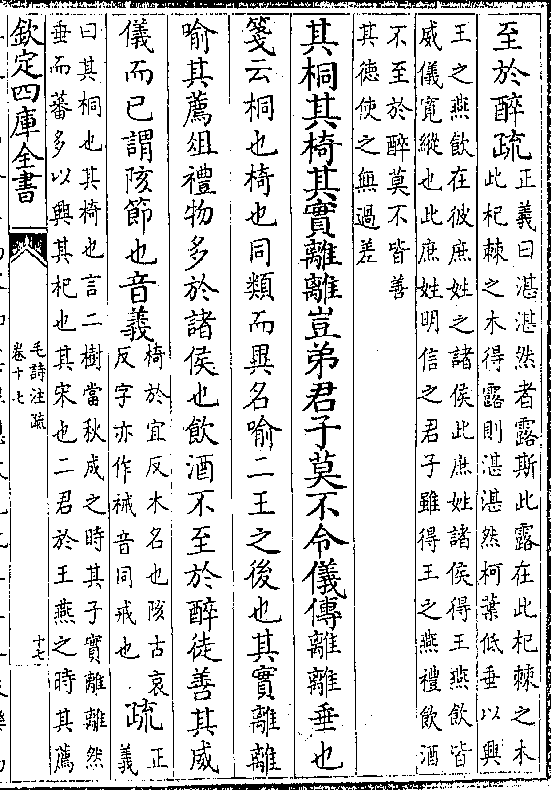 至於醉疏
正義曰湛湛然者露斯此露在此杞棘之木
此杞棘之木得露則湛湛然柯葉低垂以興
王之燕飲在彼庶姓之諸侯此庶姓諸侯得王燕飲皆
威儀寛縱也此庶姓明信之君子雖得王之燕禮飲酒
不至於醉莫不皆善
其德使之無過差
其桐其椅其實離離豈弟君子莫不令儀傳離離垂也
箋云桐也椅也同類而異名喻二王之後也其實離離
喻其薦俎禮物多於諸侯也飲酒不至於醉徒善其威
儀而已謂陔節也音義
椅於宜反木名也陔古哀
反字亦作裓音同戒也
疏
正
義
曰其桐也其椅也言二樹當秋成之時其子實離離然
垂而蕃多以興其杞也其宋也二君於王燕之時其薦
欽定四庫全書
毛詩注疏
卷十七
十七